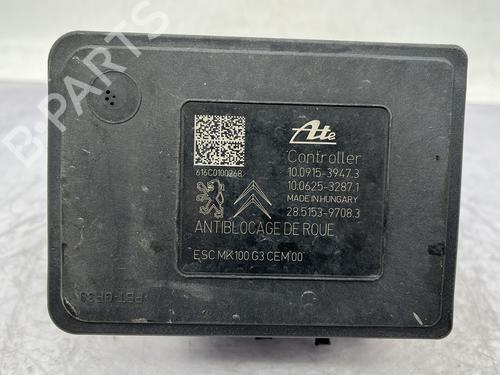 B-PARTS
Ate
Controller
10.0915-3947.3
10.0625-3287.1
MADE IN HUNGARY
28.5153-9708.3
616C0100268
ANTIBLOCAGE DE ROUE
ESC MK100 G3 CEM 00